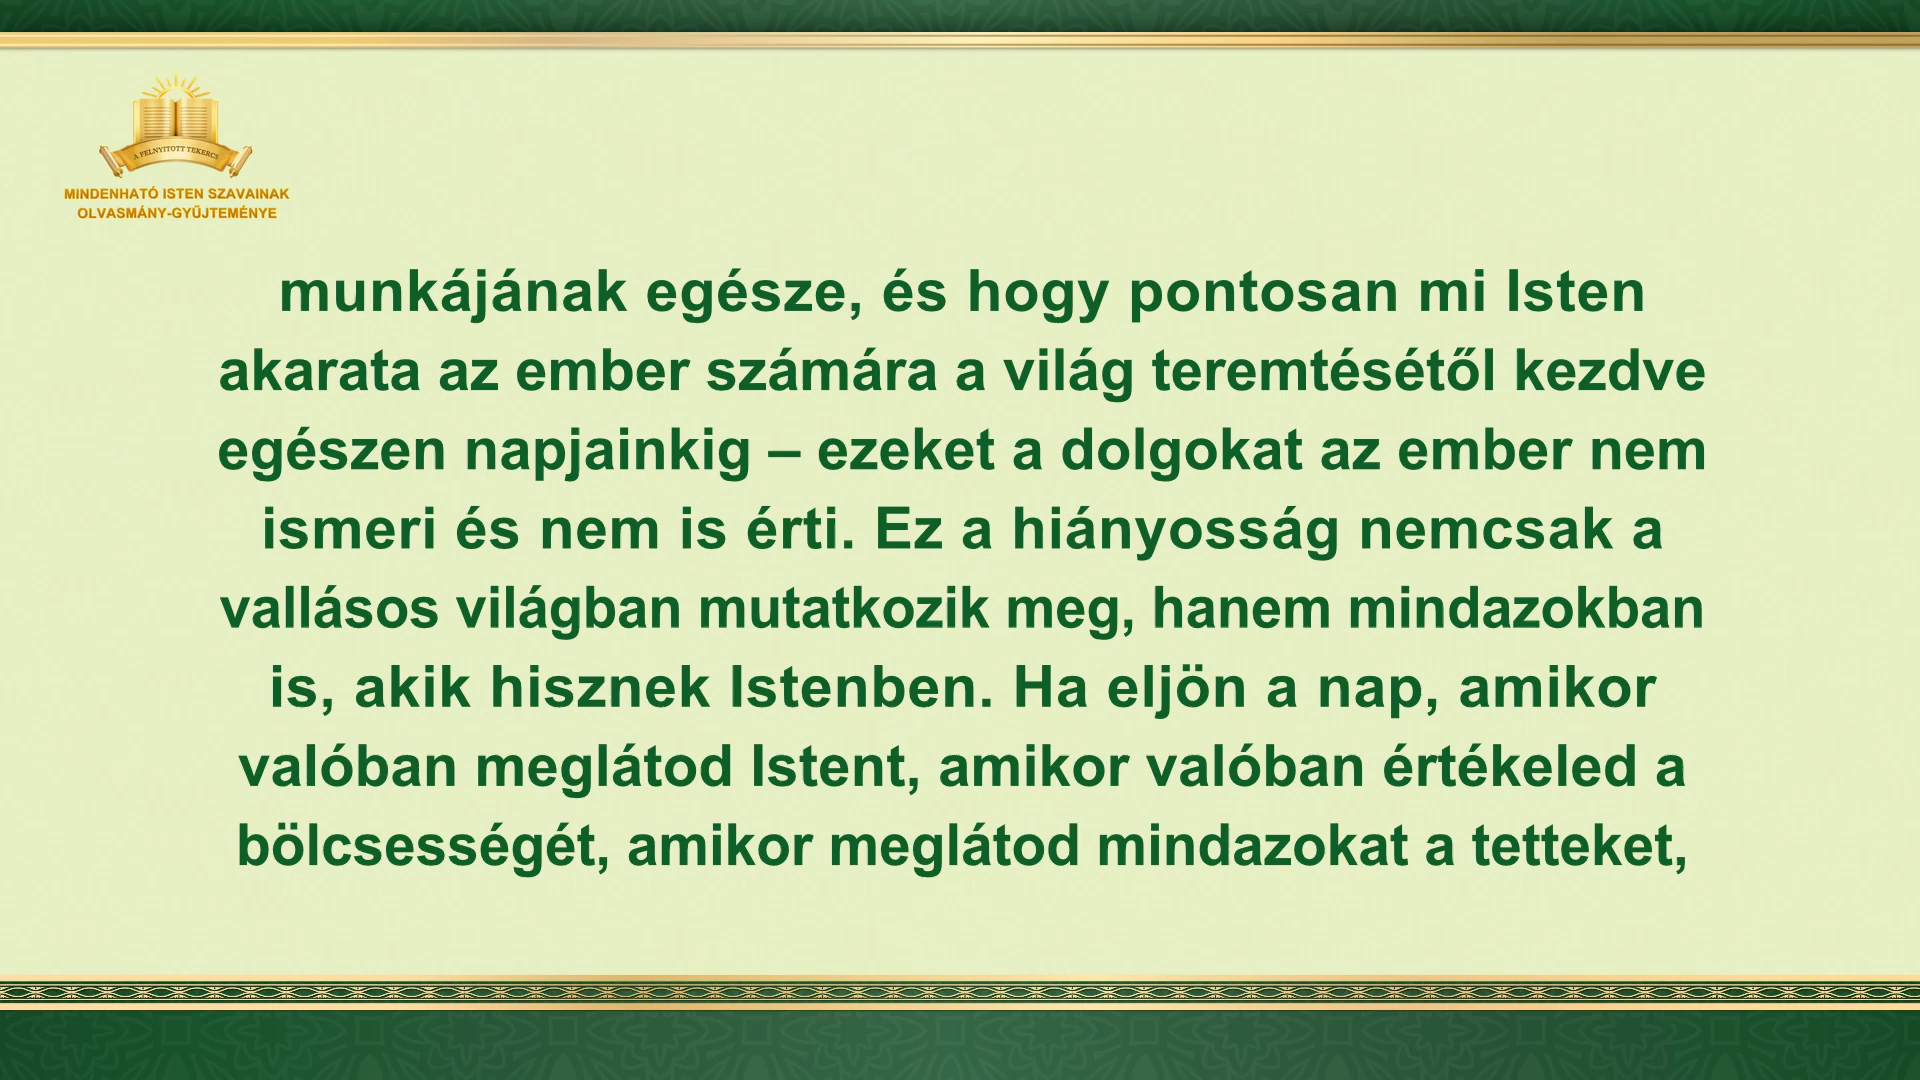 A FELNYITOTT TEKERCS
MINDENHATÓ ISTEN SZAVAINAK
OLVASMÁNY-GYŰJTEMÉNYE
munkájának egésze, és hogy pontosan mi Isten
akarata az ember számára a világ teremtésétől kezdve
egészen napjainkig – ezeket a dolgokat az ember nem
ismeri és nem is érti. Ez a hiányosság nemcsak a
vallásos világban mutatkozik meg, hanem mindazokban
is, akik hisznek Istenben. Ha eljön a nap, amikor
valóban meglátod Istent, amikor valóban értékeled a
bölcsességét, amikor meglátod mindazokat a tetteket,